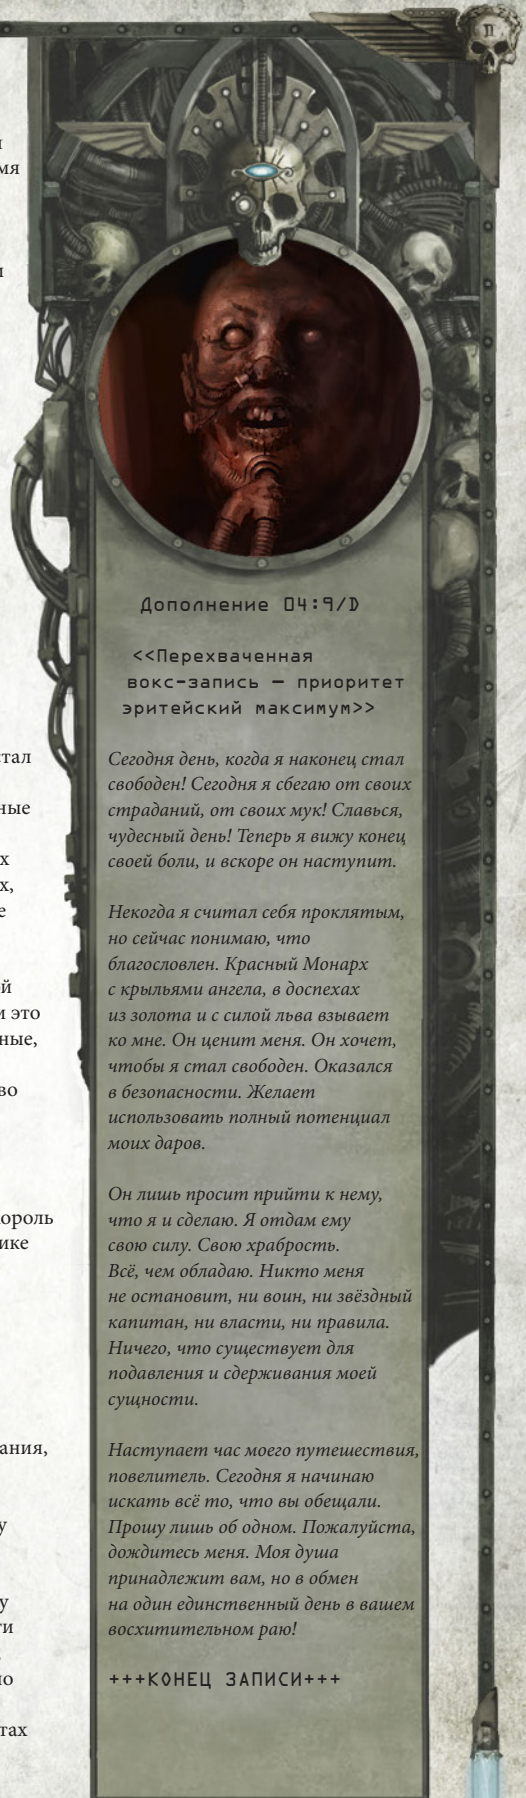 Дополнение 04:9/D
<<Перехваченная
вокс-запись — приоритет
эритейский максимум>>
Сегодня день, когда я наконец стал
свободен! Сегодня я сбегаю от своих
страданий, от своих мук! Славься,
чудесный день! Теперь я вижу конец
своей боли, и вскоре он наступит.
Некогда я считал себя проклятым,
но сейчас понимаю, что
благословлен. Красный Монарх
с крыльями ангела, в доспехах
из золота и с силой льва взывает
ко мне. Он ценит меня. Он хочет,
чтобы я стал свободен. Оказался
в безопасности. Желает
использовать полный потенциал
моих даров.
Он лишь просит прийти к нему,
что я и сделаю. Я отдам ему
свою силу. Свою храбрость.
Всё, чем обладаю. Никто меня
не остановит, ни воин, ни звёздный
капитан, ни власти, ни правила.
Ничего, что существует для
подавления и сдерживания моей
сущности.
Наступает час моего путешествия,
повелитель. Сегодня я начинаю
искать всё то, что вы обещали.
Прошу лишь об одном. Пожалуйста,
дождитесь меня. Моя душа
принадлежит вам, но в обмен
на один единственный день в вашем
восхитительном раю!
+++КОНЕЦ ЗАПИСИ+++